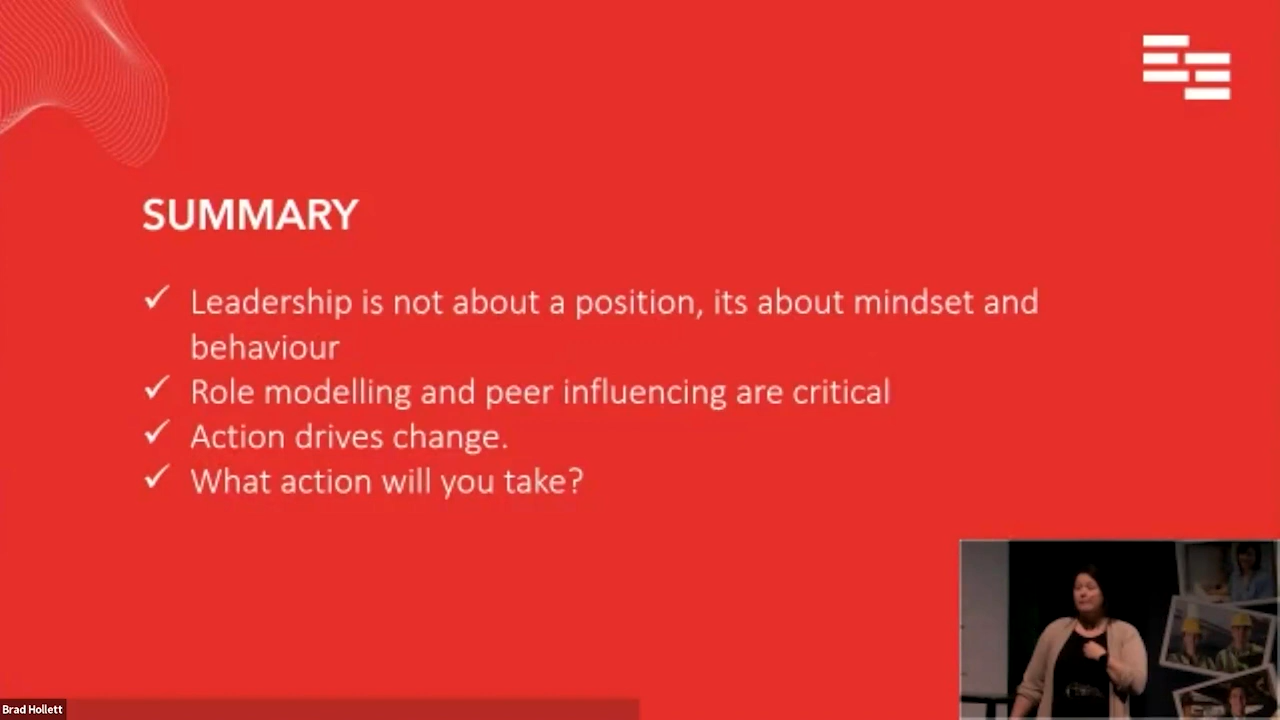 SUMMARY
✓ Leadership is not about a position, its about mindset and
behaviour
✓ Role modelling and peer influencing are critical
✓ Action drives change.
✓ What action will you take?
Brad Hollett